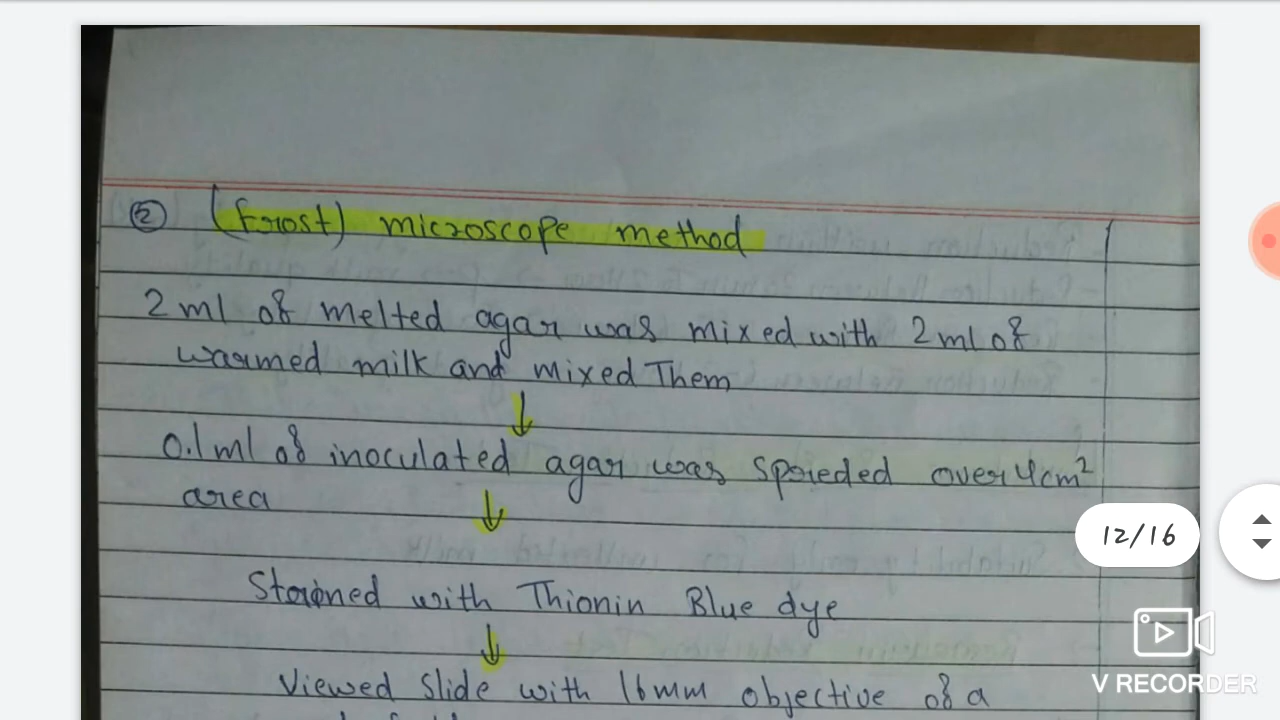 ② (Frost) microscope method
2 ml of melted agar was mixed with 2 ml of
warmed milk and mixed Them
↓
0.1 ml of inoculated agar was spreded over 4cm²
area
↓
Stained with Thionin Blue dye
↓
Viewed Slide with 16mm objective of a
12/16
V RECORDER